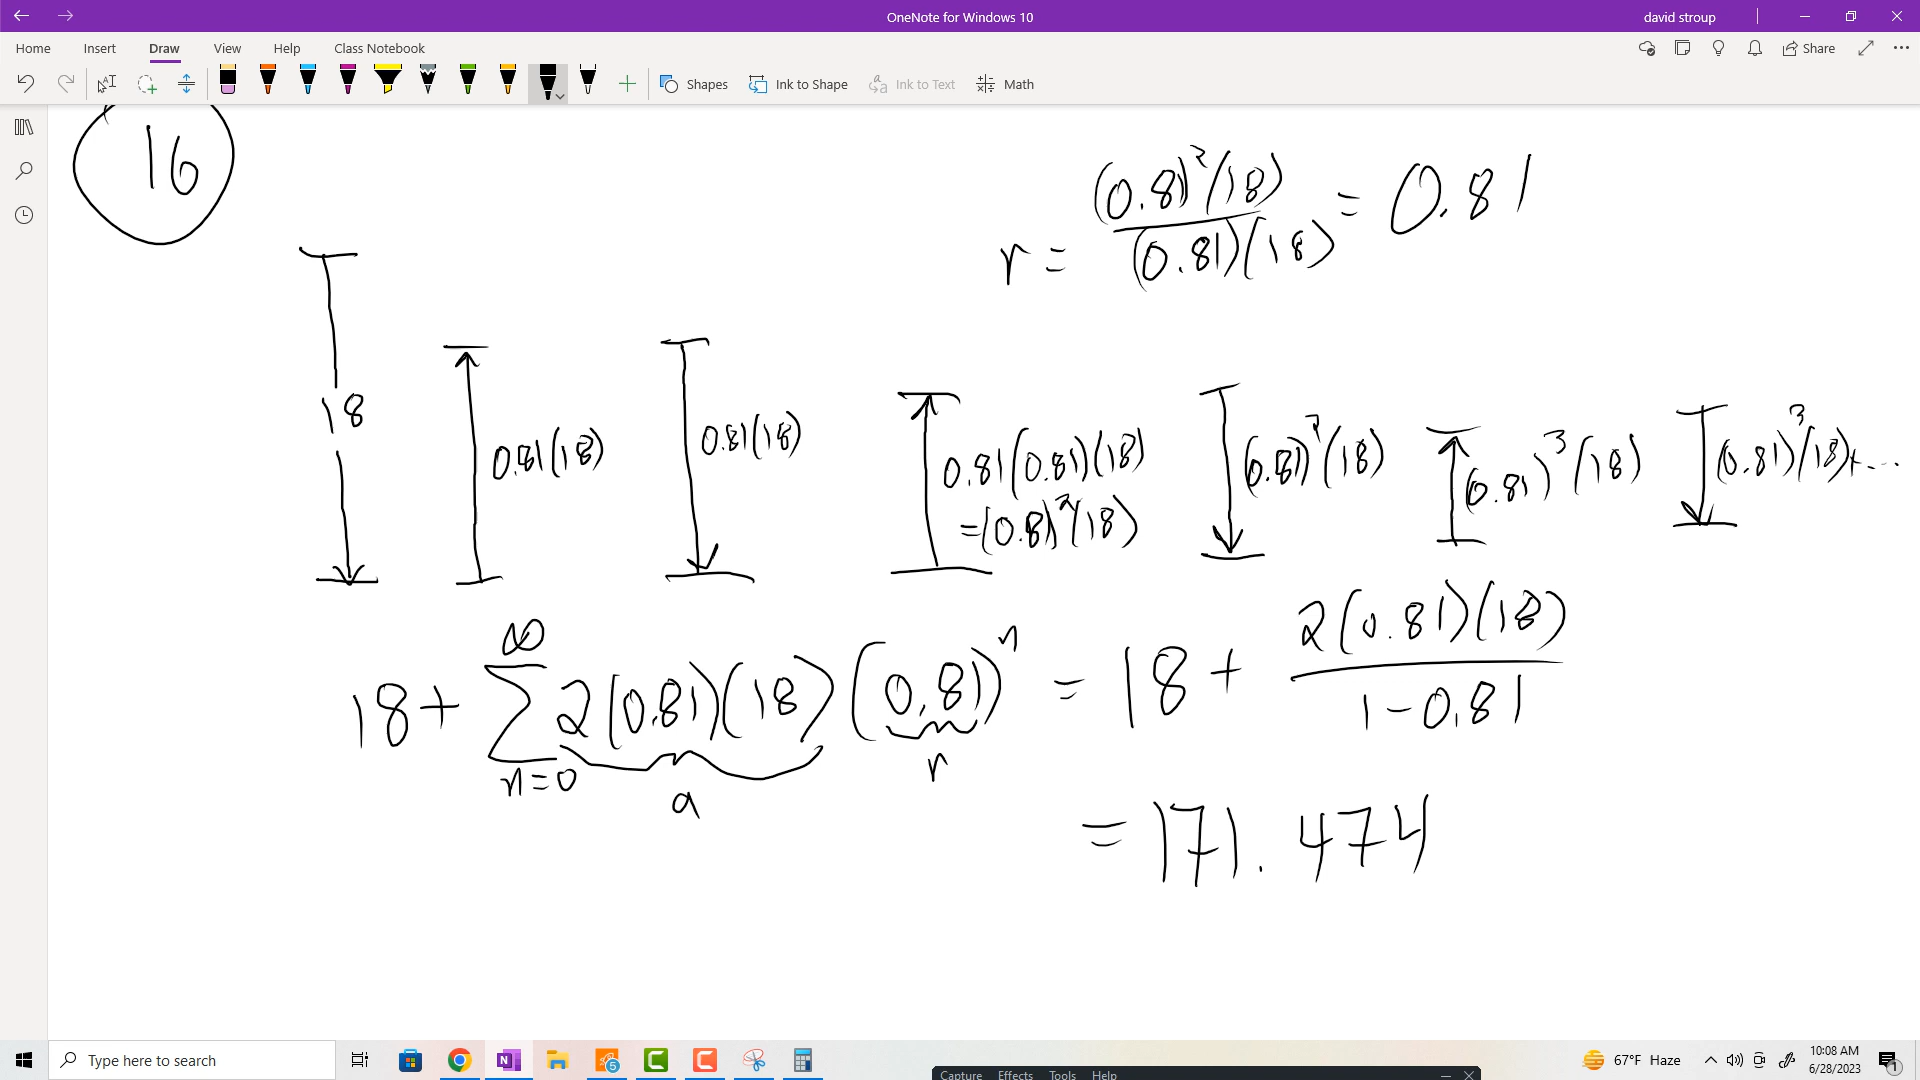 OneNote for Windows 10
david stroup
Home Insert Draw View Help Class Notebook
Share
Shapes Ink to Shape Ink to Text Math
16
r = (0.81)²(18) / (0.81)(18) = 0.81
18
0.81(18)
0.81(18)
0.81(0.81)(18)
=(0.81)²(18)
(0.81)²(18)
(0.81)³(18)
(0.81)³(18)+...
18 + ∑ 2(0.81)(18) (0.81)ⁿ = 18 + 2(0.81)(18) / 1-0.81
∞
n=0
a
r
= 171.474
Type here to search
5
67°F Haze
10:08 AM
6/28/2023
1
Capture Effects Tools Help